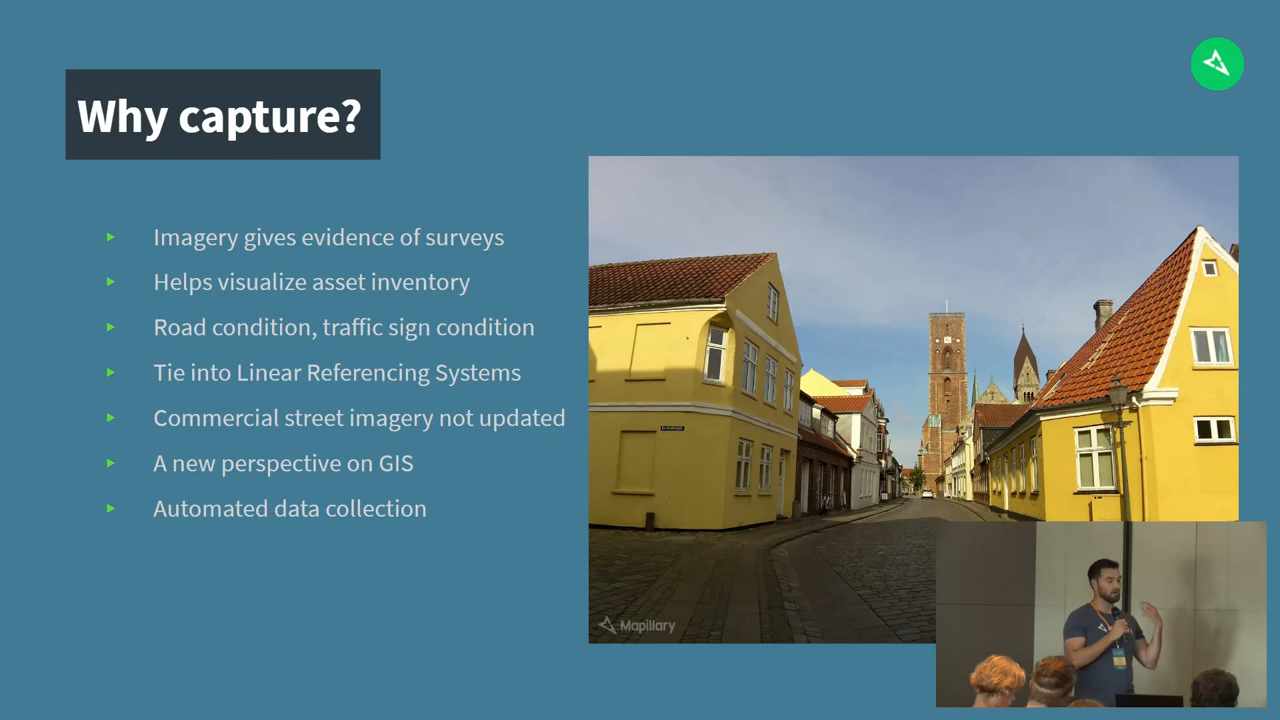 Why capture?
Imagery gives evidence of surveys
Helps visualize asset inventory
Road condition, traffic sign condition
Tie into Linear Referencing Systems
Commercial street imagery not updated
A new perspective on GIS
Automated data collection
Mapillary